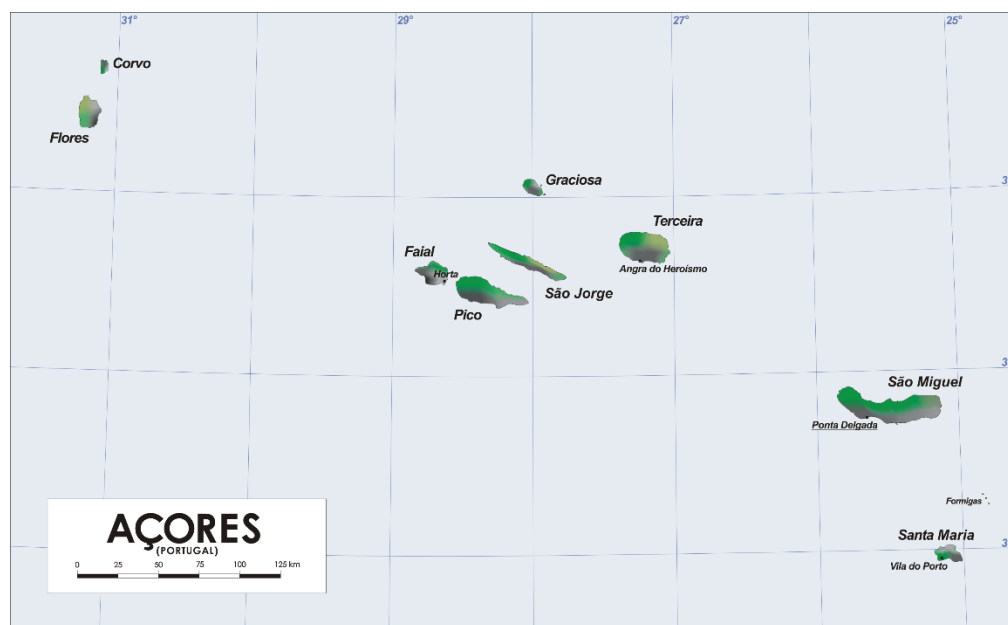 31°
29°
27°
25°
Corvo
Flores
Graciosa
Terceira
Faial
Horta
Angra do Heroísmo
São Jorge
Pico
São Miguel
Ponta Delgada
Formigas
Santa Maria
Vila do Porto
AÇORES
(PORTUGAL)
0 25 50 75 100 125 km